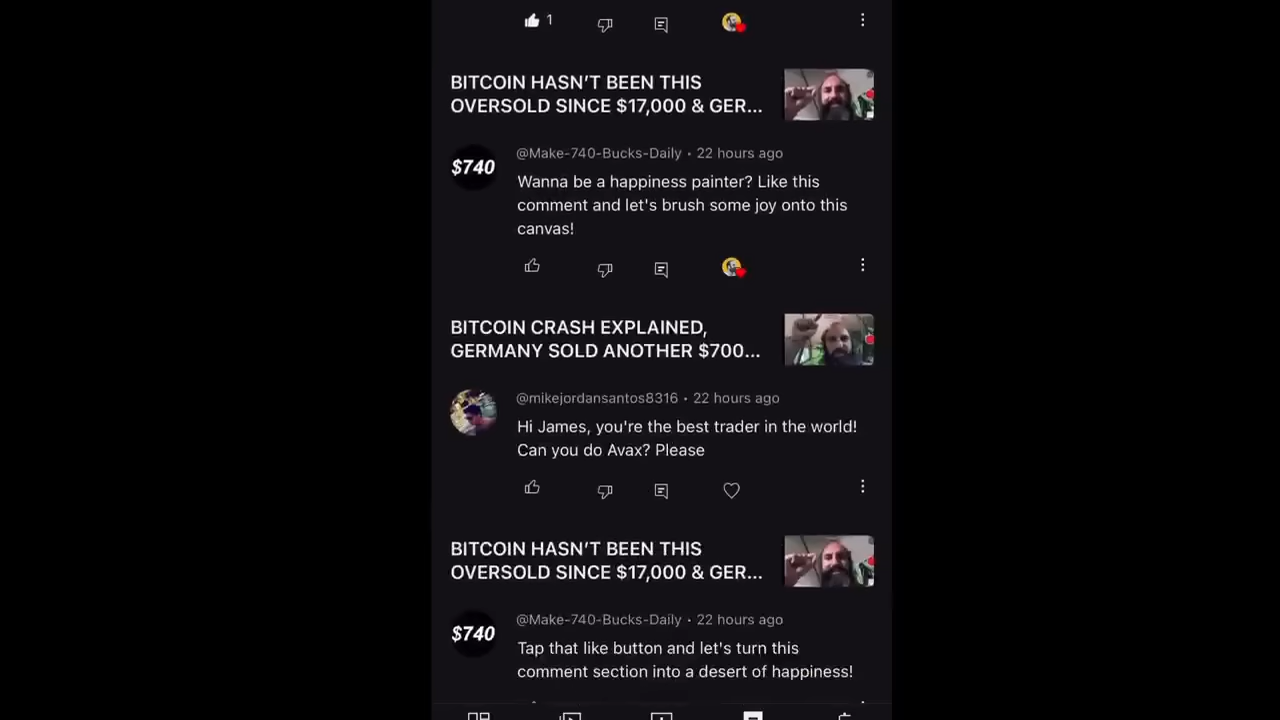 1
BITCOIN HASN’T BEEN THIS
OVERSOLD SINCE $17,000 & GER...
@Make-740-Bucks-Daily • 22 hours ago
$740
Wanna be a happiness painter? Like this
comment and let's brush some joy onto this
canvas!
BITCOIN CRASH EXPLAINED,
GERMANY SOLD ANOTHER $700...
@mikejordansantos8316 • 22 hours ago
Hi James, you're the best trader in the world!
Can you do Avax? Please
BITCOIN HASN’T BEEN THIS
OVERSOLD SINCE $17,000 & GER...
@Make-740-Bucks-Daily • 22 hours ago
$740
Tap that like button and let's turn this
comment section into a desert of happiness!